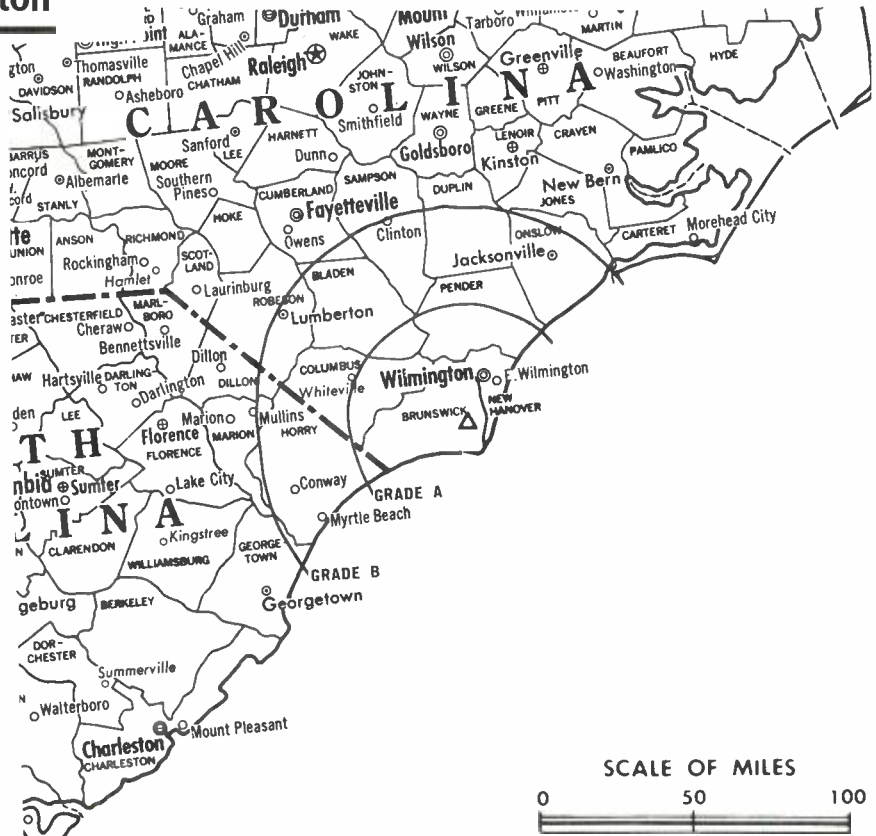 ton
Graham
Durham
Mount
Tarboro
MARTIN
ALA-
MANCE
Chapel Hill
WAKE
Wilson
Greenville
BEAUFORT
HYDE
Thomasville
Raleigh
WILSON
Washington
DAVIDSON
RANDOLPH
CHATHAM
JOHN-
STON
PITT
Asheboro
Salisbury
CAROLINA
Smithfield
WAYNE
GREENE
Sanford
LEE
HARNETT
Dunn
Goldsboro
LENOIR
Kinston
CRAVEN
PAMLICO
MONT-
GOMERY
MOORE
Albemarle
Southern
Pines
STANLY
CUMBERLAND
SAMPSON
DUPLIN
New Bern
JONES
HOKE
Fayetteville
Owens
Clinton
ONSLOW
CARTERET
Morehead City
UNION
ANSON
RICHMOND
SCOT-
LAND
Jacksonville
Rockingham
Hamlet
Laurinburg
ROBESON
BLADEN
PENDER
Lumberton
CHESTERFIELD
MARL-
BORO
Cheraw
Bennettsville
Dillon
DILLON
COLUMBUS
Whiteville
Wilmington
E. Wilmington
Hartsville
DARLING-
TON
Darlington
NEW
HANOVER
BRUNSWICK
LEE
Marion
MARION
Mullins
HORRY
Florence
FLORENCE
TH
SUMTER
Sumter
Lake City
Conway
GRADE A
Myrtle Beach
LINA
Kingstree
CLARENDON
WILLIAMSBURG
GEORGE
TOWN
GRADE B
Georgetown
geburg
BERKELEY
DOR-
CHESTER
Summerville
Walterboro
Mount Pleasant
Charleston
CHARLESTON
SCALE OF MILES
0 50 100